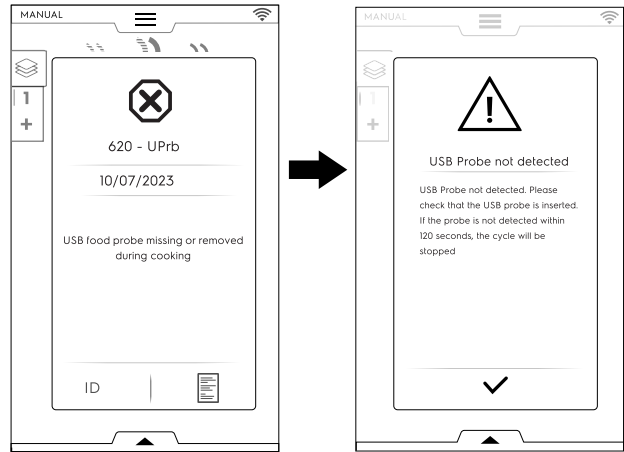 MANUAL
1
+
620 - UPrb
10/07/2023
USB food probe missing or removed
during cooking
ID
MANUAL
1
+
USB Probe not detected
USB Probe not detected. Please
check that the USB probe is inserted.
If the probe is not detected within
120 seconds, the cycle will be
stopped